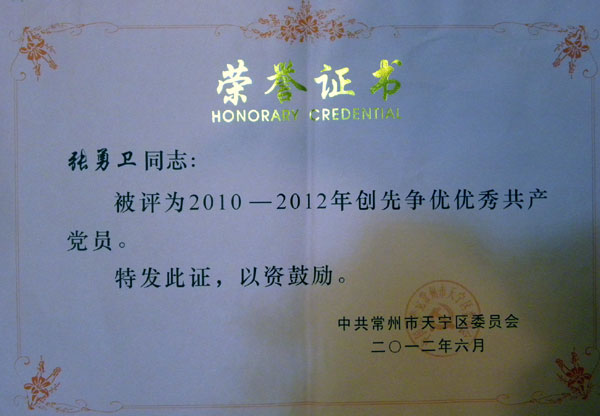 荣誉证书
HONORARY CREDENTIAL
张勇卫同志:
被评为2010—2012年创先争优优秀共产
党员。
特发此证，以资鼓励。
中共常州市天宁区委员会
二〇一二年六月